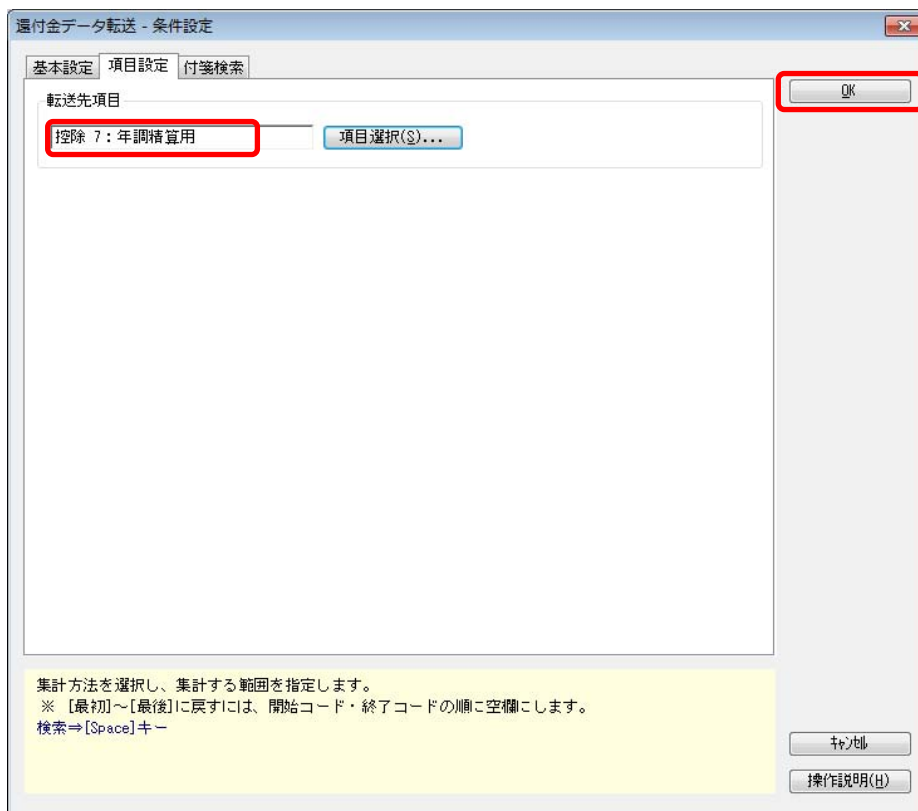 還付金データ転送 - 条件設定
基本設定 項目設定 付箋検索
OK
転送先項目
控除 7：年調精算用
項目選択(S)...
集計方法を選択し、集計する範囲を指定します。
※ [最初]～[最後]に戻すには、開始コード・終了コードの順に空欄にします。
検索⇒[Space]キー
ｷｬﾝｾﾙ
操作説明(H)